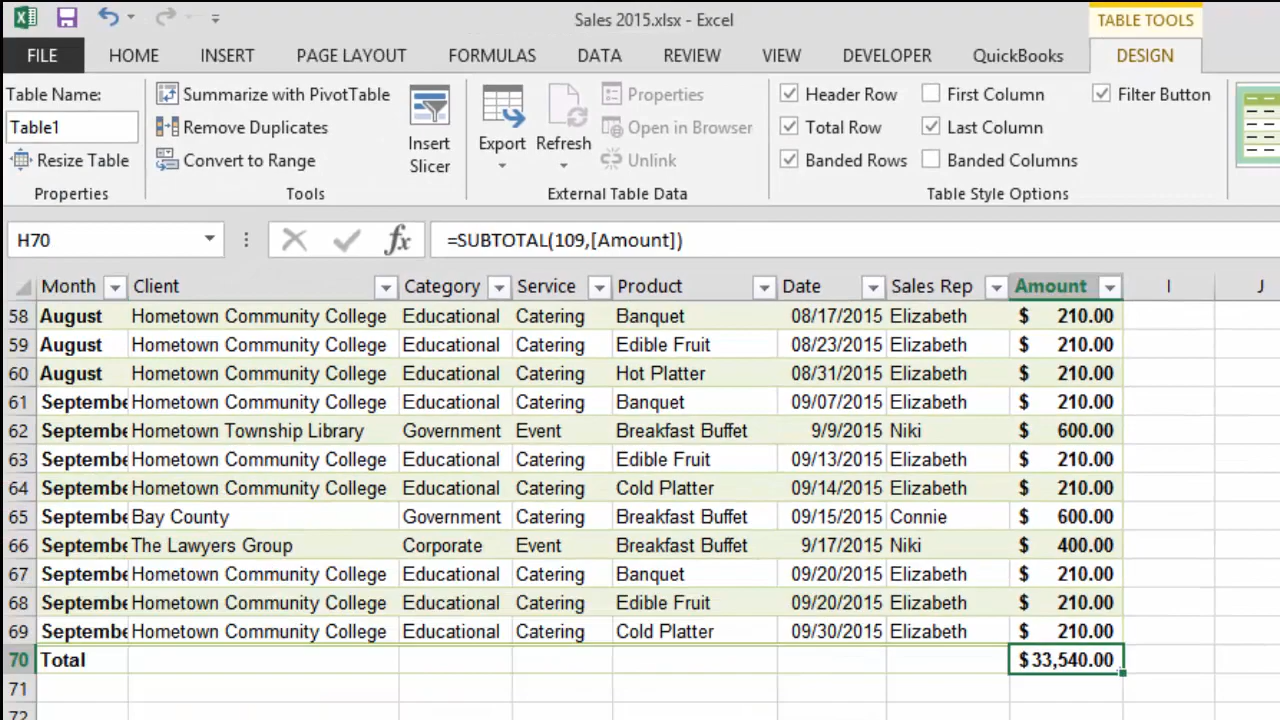 Sales 2015.xlsx - Excel
TABLE TOOLS
FILE HOME INSERT PAGE LAYOUT FORMULAS DATA REVIEW VIEW DEVELOPER QuickBooks DESIGN
Table Name:
Table1
Resize Table
Properties
Summarize with PivotTable
Remove Duplicates
Convert to Range
Tools
Insert
Slicer
Export
Refresh
Properties
Open in Browser
Unlink
External Table Data
Header Row
Total Row
Banded Rows
First Column
Last Column
Banded Columns
Filter Button
Table Style Options
H70 fx =SUBTOTAL(109,[Amount])
Month Client Category Service Product Date Sales Rep Amount I J
58 August Hometown Community College Educational Catering Banquet 08/17/2015 Elizabeth $ 210.00
59 August Hometown Community College Educational Catering Edible Fruit 08/23/2015 Elizabeth $ 210.00
60 August Hometown Community College Educational Catering Hot Platter 08/31/2015 Elizabeth $ 210.00
61 Septembe Hometown Community College Educational Catering Banquet 09/07/2015 Elizabeth $ 210.00
62 Septembe Hometown Township Library Government Event Breakfast Buffet 9/9/2015 Niki $ 600.00
63 Septembe Hometown Community College Educational Catering Edible Fruit 09/13/2015 Elizabeth $ 210.00
64 Septembe Hometown Community College Educational Catering Cold Platter 09/14/2015 Elizabeth $ 210.00
65 Septembe Bay County Government Catering Breakfast Buffet 09/15/2015 Connie $ 600.00
66 Septembe The Lawyers Group Corporate Event Breakfast Buffet 9/17/2015 Niki $ 400.00
67 Septembe Hometown Community College Educational Catering Banquet 09/20/2015 Elizabeth $ 210.00
68 Septembe Hometown Community College Educational Catering Edible Fruit 09/20/2015 Elizabeth $ 210.00
69 Septembe Hometown Community College Educational Catering Cold Platter 09/30/2015 Elizabeth $ 210.00
70 Total $33,540.00
71
72